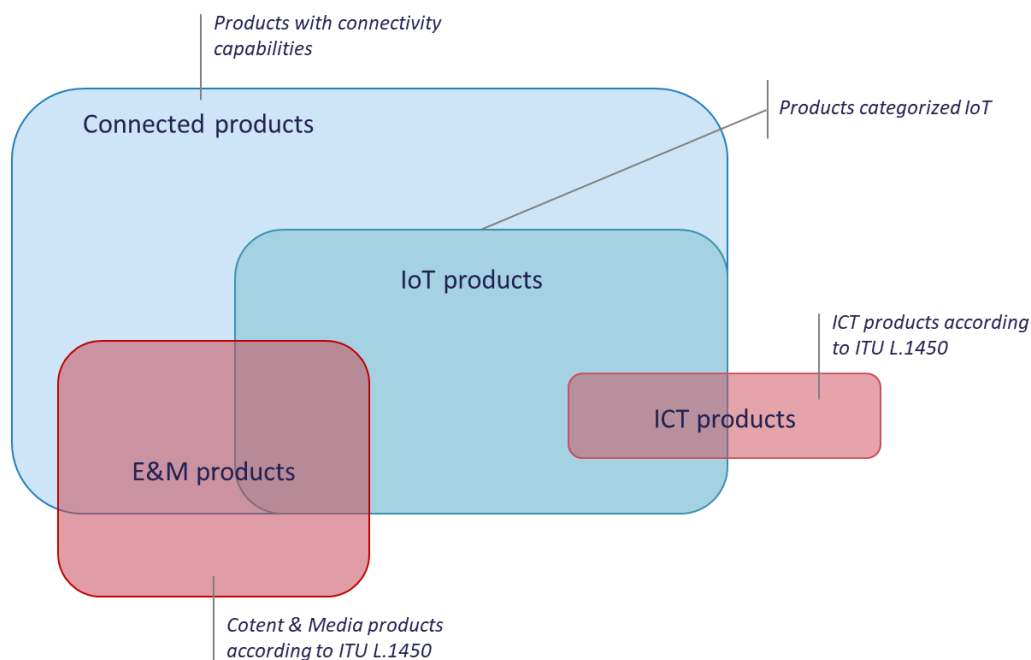 Products with connectivity
capabilities
Connected products
Products categorized IoT
IoT products
ICT products according
to ITU L.1450
ICT products
E&M products
Cotent & Media products
according to ITU L.1450